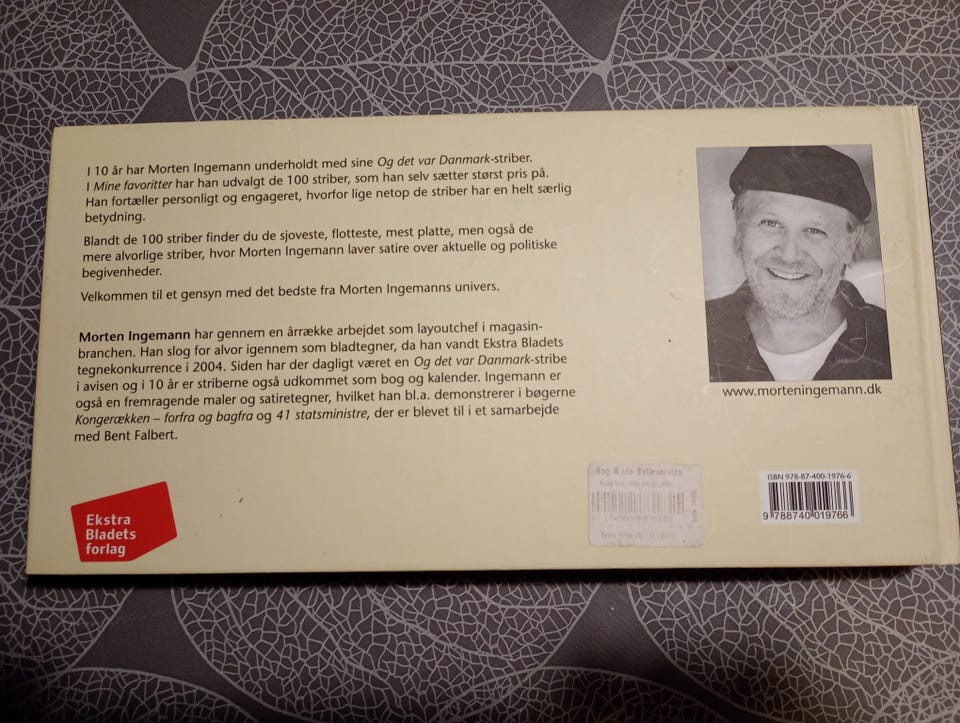 I 10 år har Morten Ingemann underholdt med sine Og det var Danmark-striber.
I Mine favoritter har han udvalgt de 100 striber, som han selv sætter størst pris på.
Han fortæller personligt og engageret, hvorfor lige netop de striber har en helt særlig
betydning.
Blandt de 100 striber finder du de sjoveste, flotteste, mest platte, men også de
mere alvorlige striber, hvor Morten Ingemann laver satire over aktuelle og politiske
begivenheder.
Velkommen til et gensyn med det bedste fra Morten Ingemanns univers.
Morten Ingemann har gennem en årrække arbejdet som layoutchef i magasin-
branchen. Han slog for alvor igennem som bladtegner, da han vandt Ekstra Bladets
tegnekonkurrence i 2004. Siden har der dagligt været en Og det var Danmark-stribe
i avisen og i 10 år er striberne også udkommet som bog og kalender. Ingemann er
også en fremragende maler og satiretegner, hvilket han bl.a. demonstrerer i bøgerne
Kongerækken – forfra og bagfra og 41 statsministre, der er blevet til i et samarbejde
med Bent Falbert.
www.morteningemann.dk
Ekstra
Bladets
forlag
Bog & ide Bytteservice
ISBN 978-87-400-1976-6
9 788740 019766